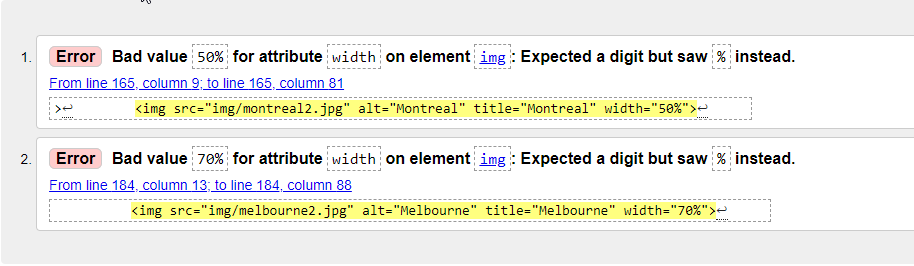 1. Error Bad value 50% for attribute width on element img: Expected a digit but saw % instead.
From line 165, column 9; to line 165, column 81
>↩ <img src="img/montreal2.jpg" alt="Montreal" title="Montreal" width="50%">↩
2. Error Bad value 70% for attribute width on element img: Expected a digit but saw % instead.
From line 184, column 13; to line 184, column 88
<img src="img/melbourne2.jpg" alt="Melbourne" title="Melbourne" width="70%">↩